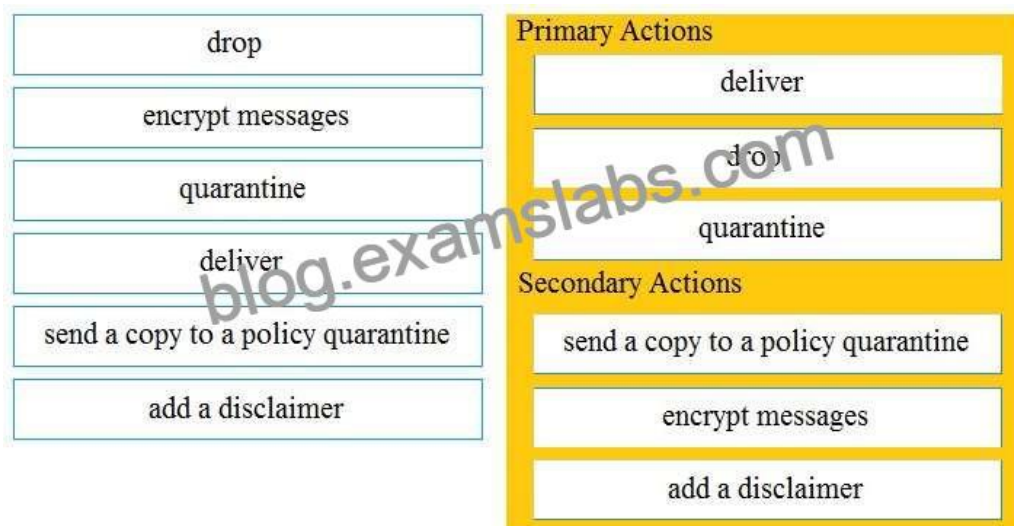 drop
encrypt messages
quarantine
deliver
send a copy to a policy quarantine
add a disclaimer
Primary Actions
deliver
drop
quarantine
Secondary Actions
send a copy to a policy quarantine
encrypt messages
add a disclaimer
blog.examslabs.com